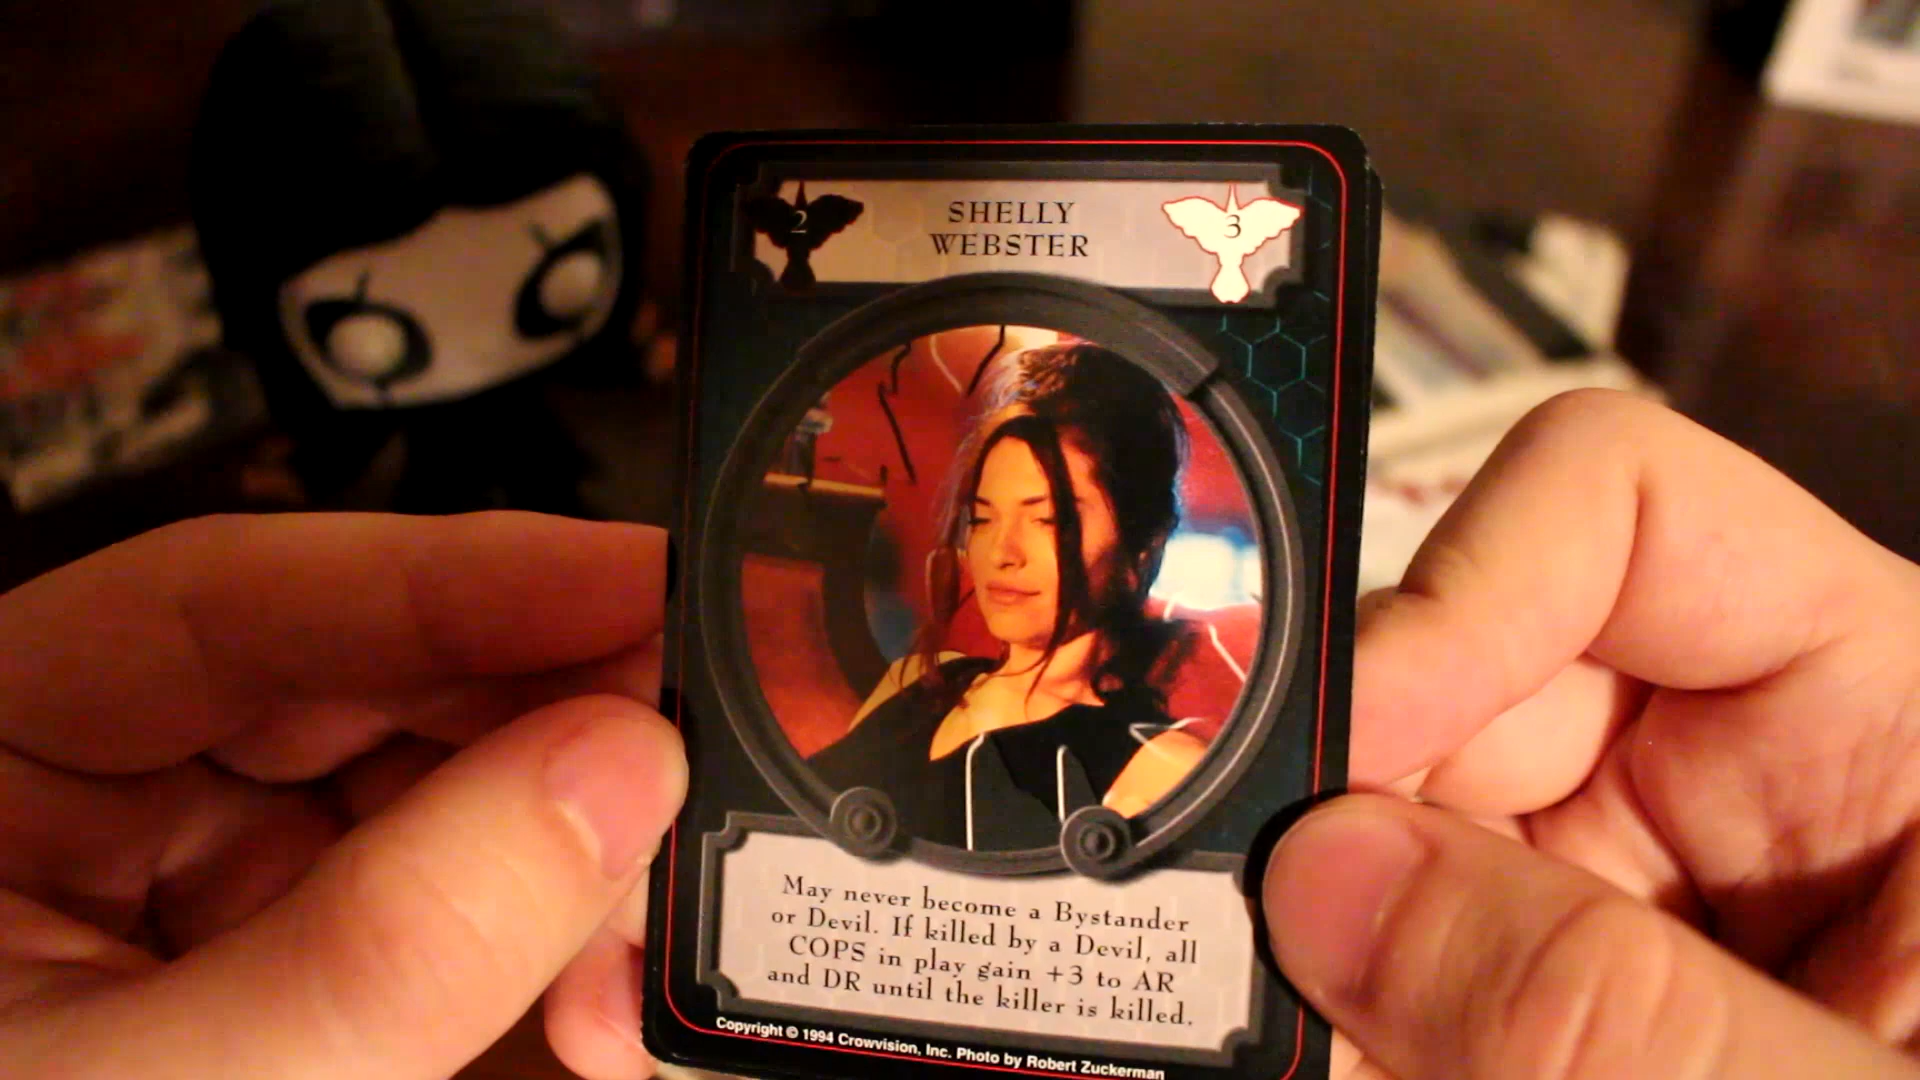 2
SHELLY
WEBSTER
3
May never become a Bystander
or Devil. If killed by a Devil, all
COPS in play gain +3 to AR
and DR until the killer is killed.
Copyright © 1994 Crowvision, Inc. Photo by Robert Zuckerman